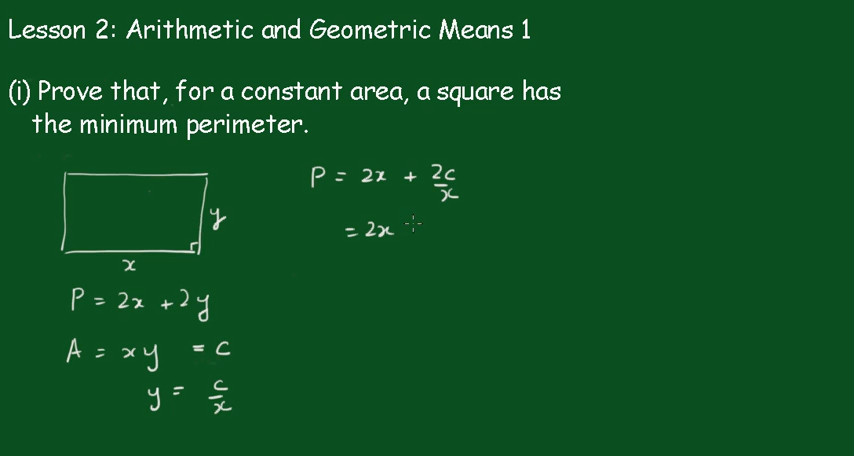 Lesson 2: Arithmetic and Geometric Means 1
(i) Prove that, for a constant area, a square has
the minimum perimeter.
y
x
P = 2x + 2y
A = xy = c
y = c/x
P = 2x + 2c/x
= 2x